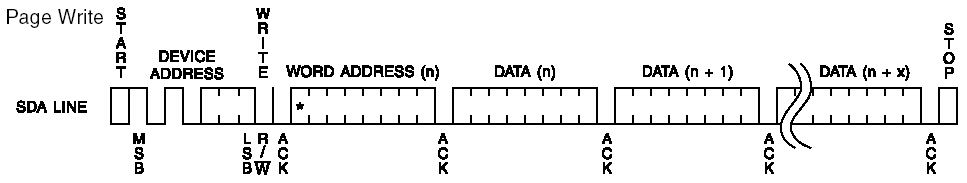 Page Write
START
WRITE
STOP
DEVICE
ADDRESS
WORD ADDRESS (n)
DATA (n)
DATA (n + 1)
DATA (n + x)
SDA LINE
*
MSB
LSB
R/W̅
ACK
ACK
ACK
ACK
ACK